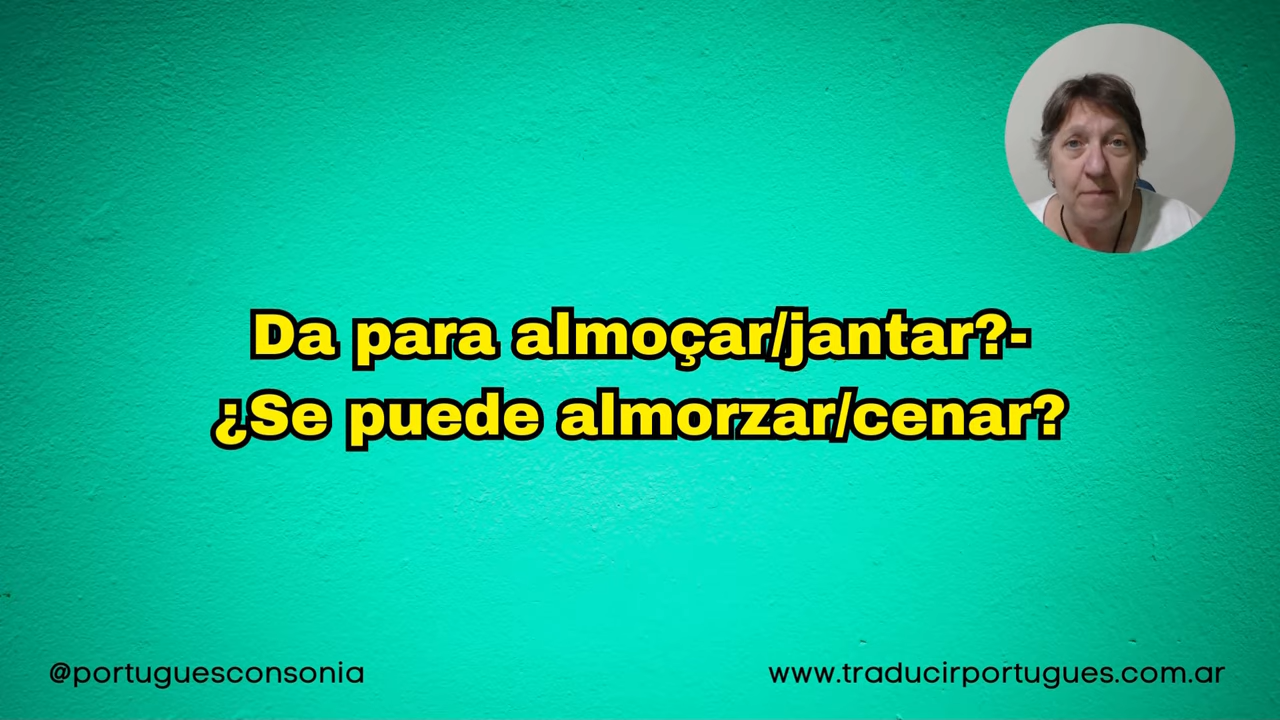 Da para almoçar/jantar?-
¿Se puede almorzar/cenar?
@portuguesconsonia
www.traducirportugues.com.ar